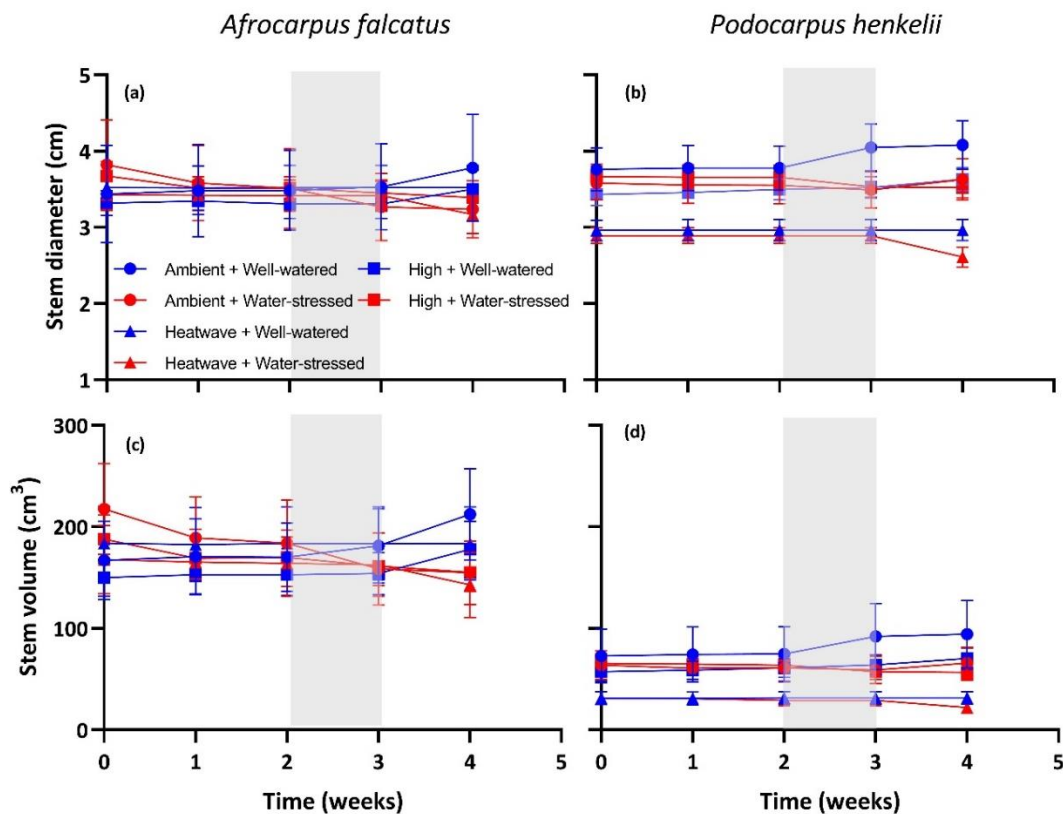 Afrocarpus falcatus
Podocarpus henkelii
Stem diameter (cm)
5
4
3
2
1
(a)
Ambient + Well-watered
High + Well-watered
Ambient + Water-stressed
High + Water-stressed
Heatwave + Well-watered
Heatwave + Water-stressed
(b)
Stem volume (cm³)
300
200
100
0
(c)
0 1 2 3 4 5
Time (weeks)
(d)
0 1 2 3 4 5
Time (weeks)